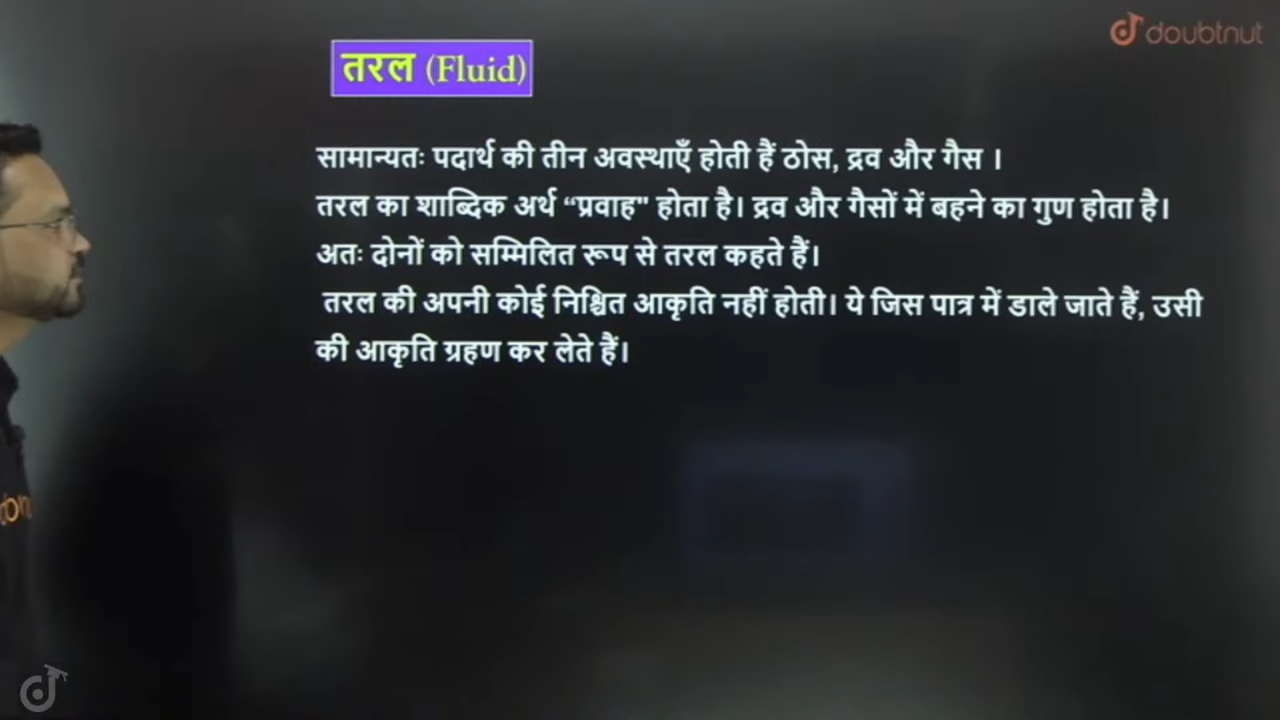 doubtnut
तरल (Fluid)
सामान्यतः पदार्थ की तीन अवस्थाएँ होती हैं ठोस, द्रव और गैस ।
तरल का शाब्दिक अर्थ “प्रवाह" होता है। द्रव और गैसों में बहने का गुण होता है।
अतः दोनों को सम्मिलित रूप से तरल कहते हैं।
तरल की अपनी कोई निश्चित आकृति नहीं होती। ये जिस पात्र में डाले जाते हैं, उसी
की आकृति ग्रहण कर लेते हैं।